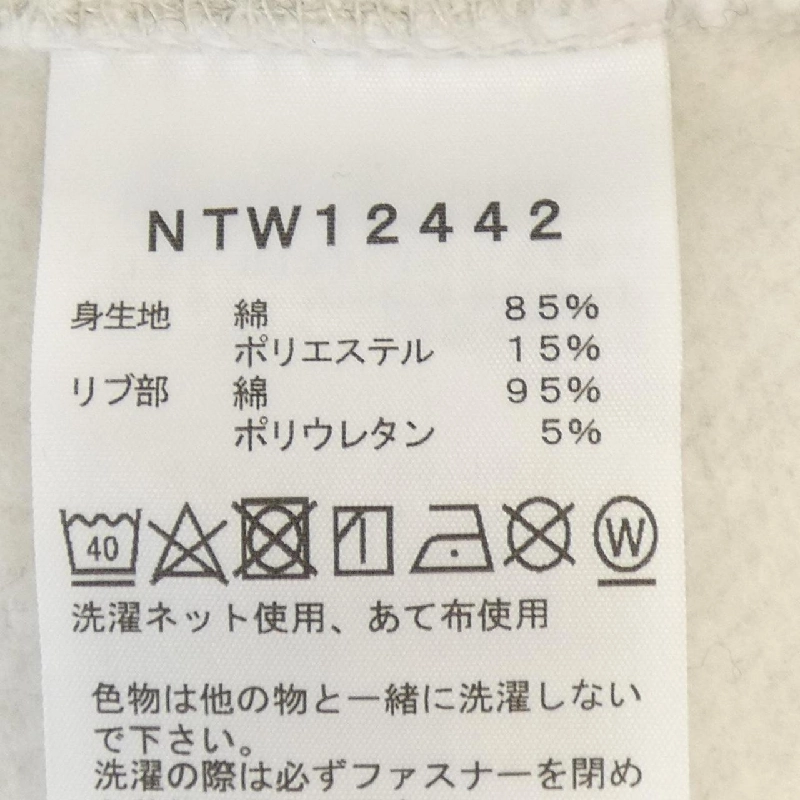 NTW12442
身生地 綿 85%
ポリエステル 15%
リブ部 綿 95%
ポリウレタン 5%
40 W
洗濯ネット使用、あて布使用
色物は他の物と一緒に洗濯しない
で下さい。
洗濯の際は必ずファスナーを閉め